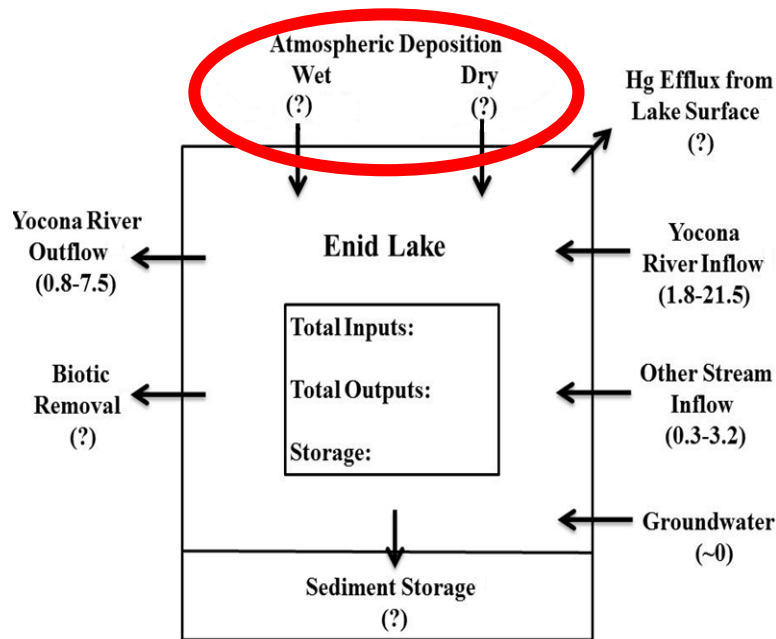 Atmospheric Deposition
Wet Dry
(?) (?)
Hg Efflux from
Lake Surface
(?)
Yocona River
Outflow
(0.8-7.5)
Enid Lake
Yocona
River Inflow
(1.8-21.5)
Total Inputs:
Total Outputs:
Storage:
Biotic
Removal
(?)
Other Stream
Inflow
(0.3-3.2)
Groundwater
(~0)
Sediment Storage
(?)